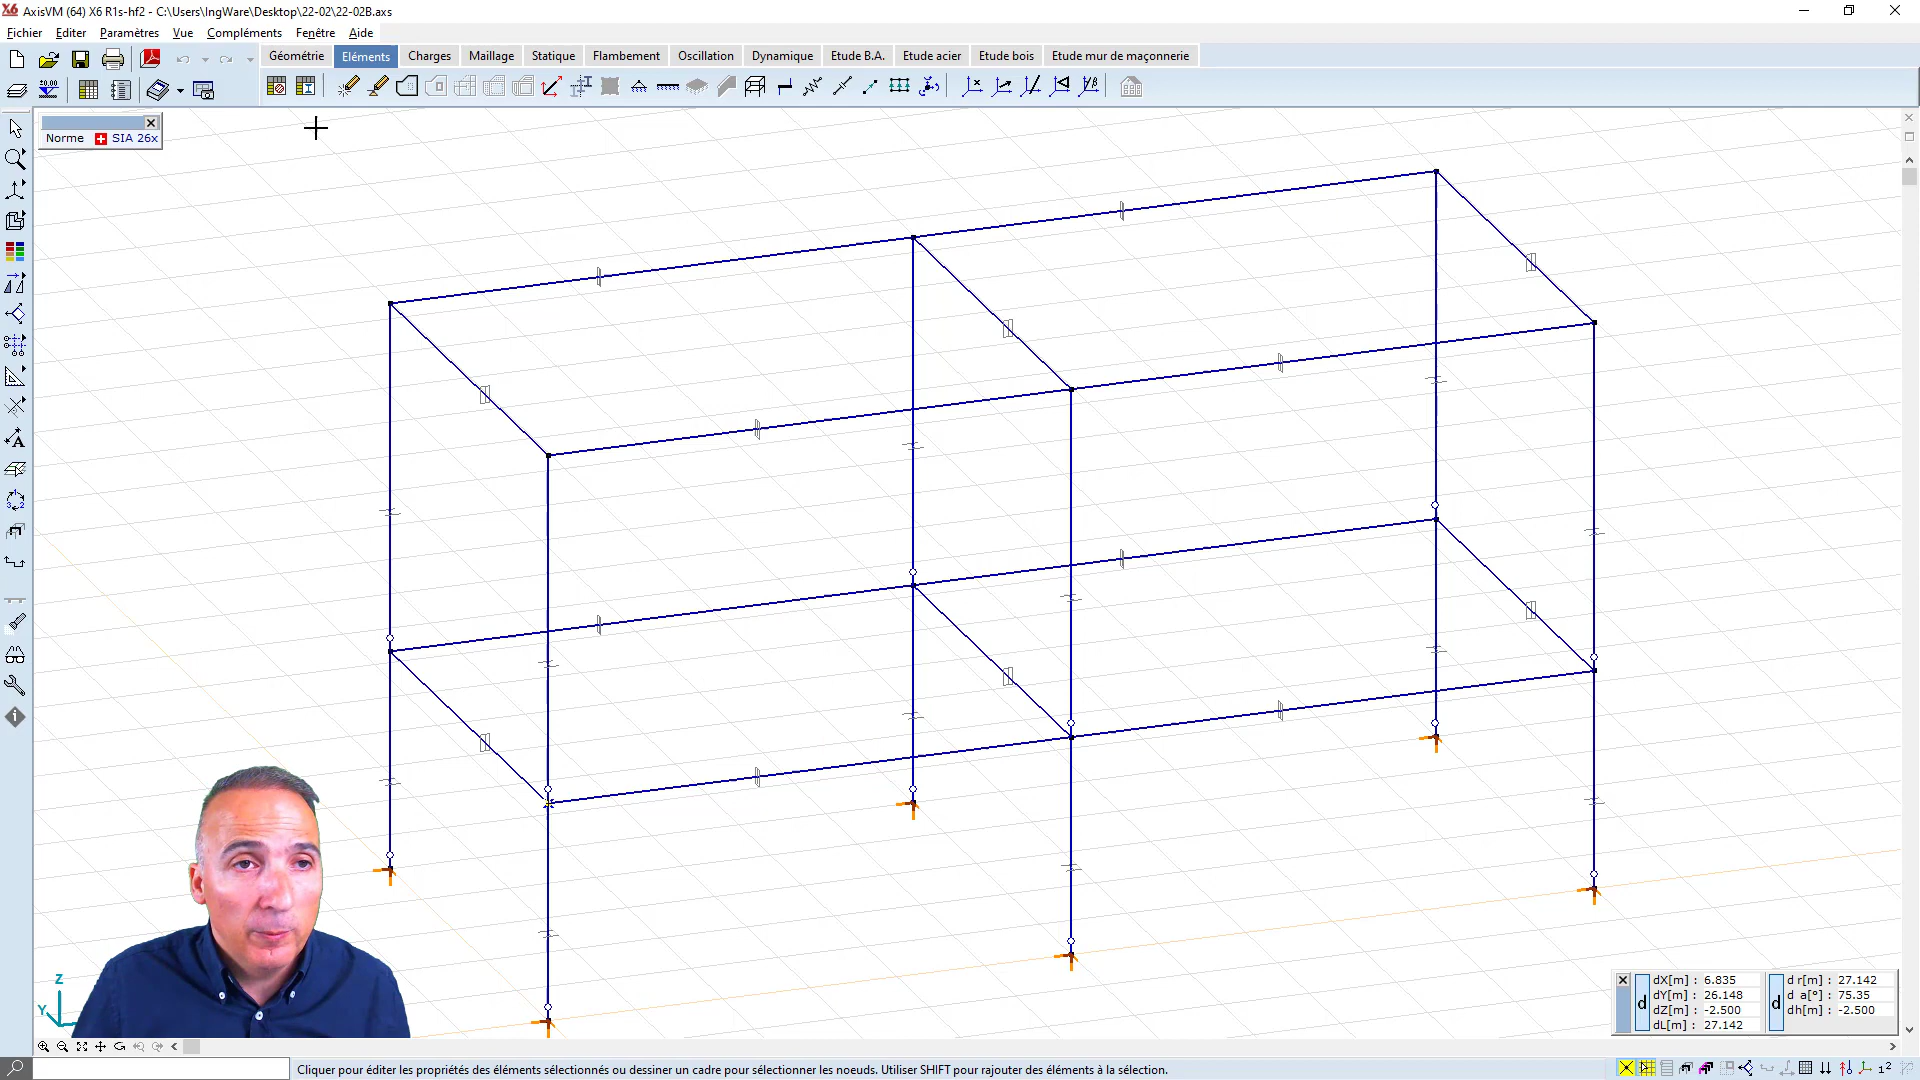 AxisVM (64) X6 R1s-hf2 - C:\Users\IngWare\Desktop\22-02\22-02B.axs
Fichier Editer Paramètres Vue Compléments Fenêtre Aide
Géométrie Eléments Charges Maillage Statique Flambement Oscillation Dynamique Etude B.A. Etude acier Etude bois Etude mur de maçonnerie
Norme SIA 26x
Z
Y
d
dX[m] : 6.835
dY[m] : 26.148
dZ[m] : -2.500
dL[m] : 27.142
d
d r[m] : 27.142
d a[°] : 75.35
dh[m] : -2.500
Cliquer pour éditer les propriétés des éléments sélectionnés ou dessiner un cadre pour sélectionner les noeuds. Utiliser SHIFT pour rajouter des éléments à la sélection.